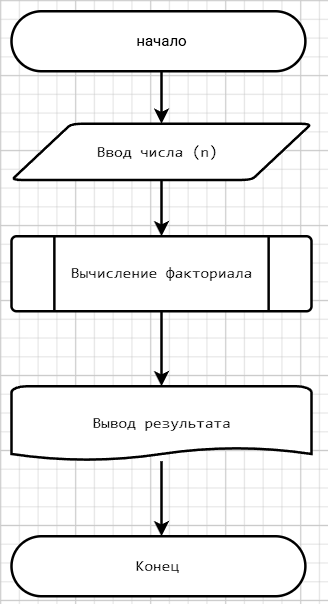 начало
Ввод числа (n)
Вычисление факториала
Вывод результата
Конец